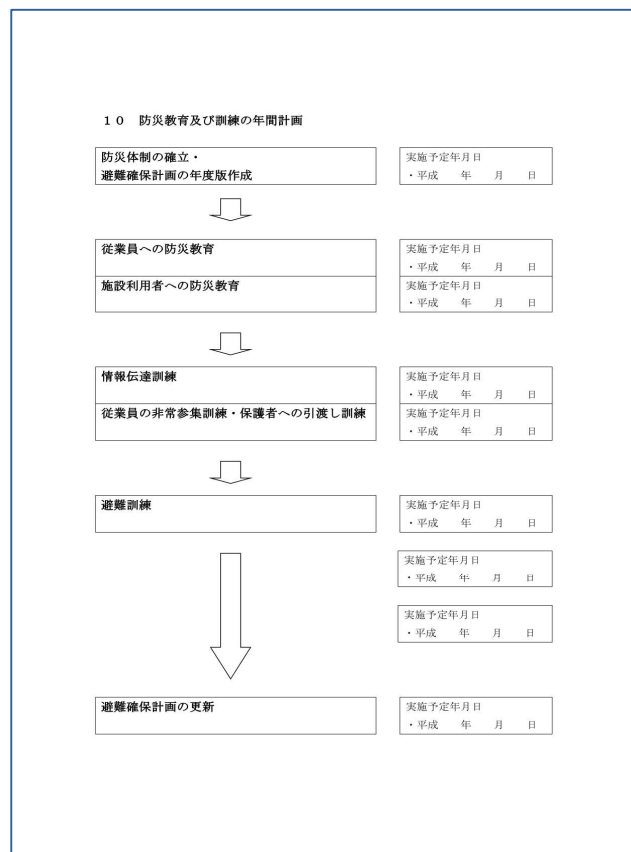 １０　防災教育及び訓練の年間計画
防災体制の確立・
避難確保計画の年度版作成
実施予定年月日
・平成　　年　　月　　日
従業員への防災教育
実施予定年月日
・平成　　年　　月　　日
施設利用者への防災教育
実施予定年月日
・平成　　年　　月　　日
情報伝達訓練
実施予定年月日
・平成　　年　　月　　日
従業員の非常参集訓練・保護者への引渡し訓練
実施予定年月日
・平成　　年　　月　　日
避難訓練
実施予定年月日
・平成　　年　　月　　日
実施予定年月日
・平成　　年　　月　　日
実施予定年月日
・平成　　年　　月　　日
避難確保計画の更新
実施予定年月日
・平成　　年　　月　　日